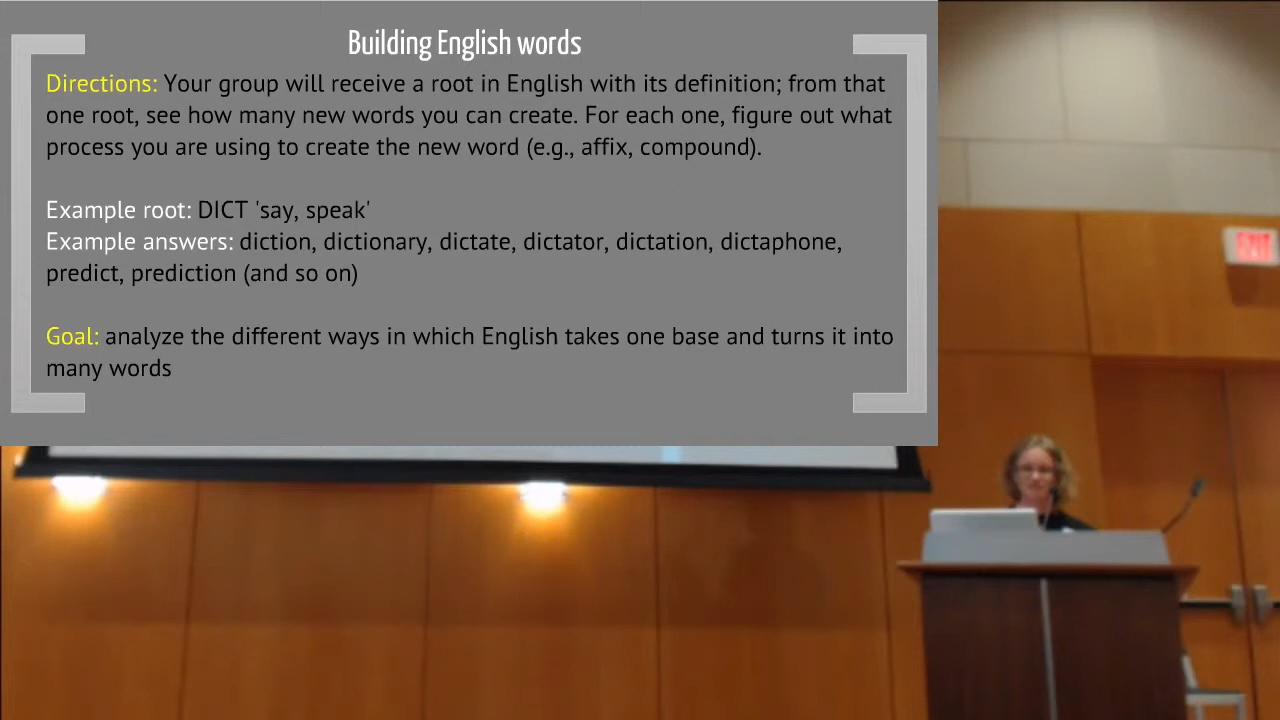 Building English words
Directions: Your group will receive a root in English with its definition; from that
one root, see how many new words you can create. For each one, figure out what
process you are using to create the new word (e.g., affix, compound).
Example root: DICT 'say, speak'
Example answers: diction, dictionary, dictate, dictator, dictation, dictaphone,
predict, prediction (and so on)
Goal: analyze the different ways in which English takes one base and turns it into
many words
EXIT